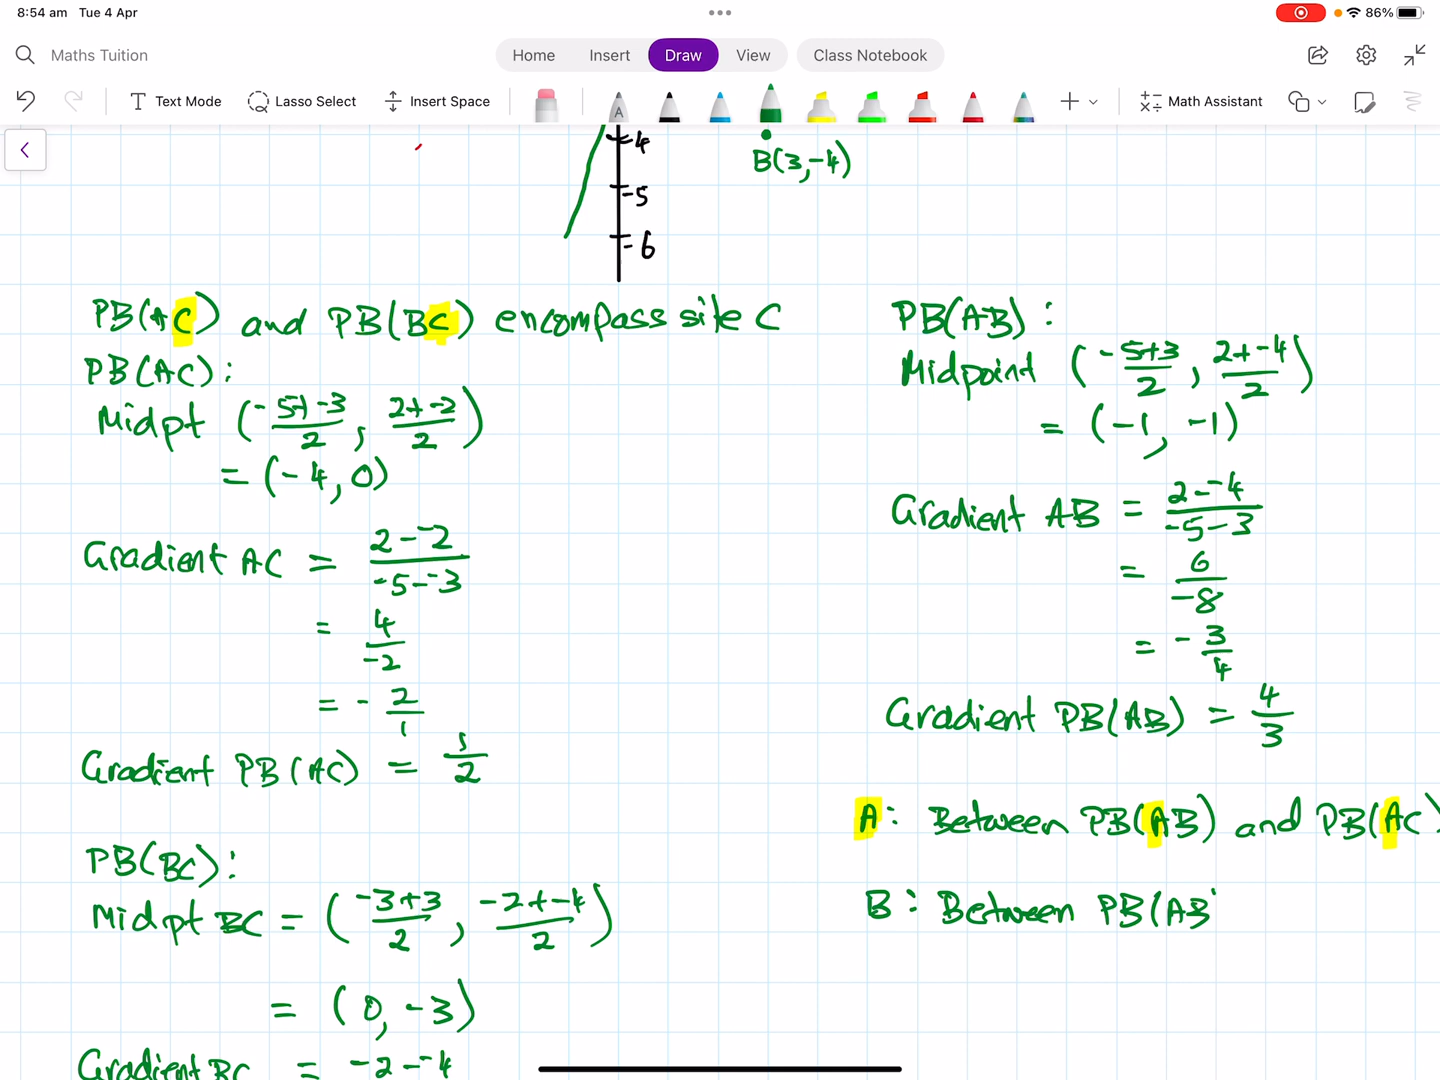 8:54 am Tue 4 Apr
86%
Maths Tuition
Home Insert Draw View Class Notebook
Text Mode Lasso Select Insert Space A Math Assistant
-4
B(3,-4)
-5
-6
PB(AC) and PB(BC) encompass site C
PB(AC):
Midpt (-5+-3/2, 2+-2/2)
= (-4, 0)
Gradient AC = 2--2/-5--3
= 4/-2
= -2/1
Gradient PB(AC) = 1/2
PB(BC):
Midpt BC = (-3+3/2, -2+-4/2)
= (0, -3)
Gradient BC = -2--4
PB(AB):
Midpoint (-5+3/2, 2+-4/2)
= (-1, -1)
Gradient AB = 2--4/-5-3
= 6/-8
= -3/4
Gradient PB(AB) = 4/3
A: Between PB(AB) and PB(AC)
B: Between PB(AB